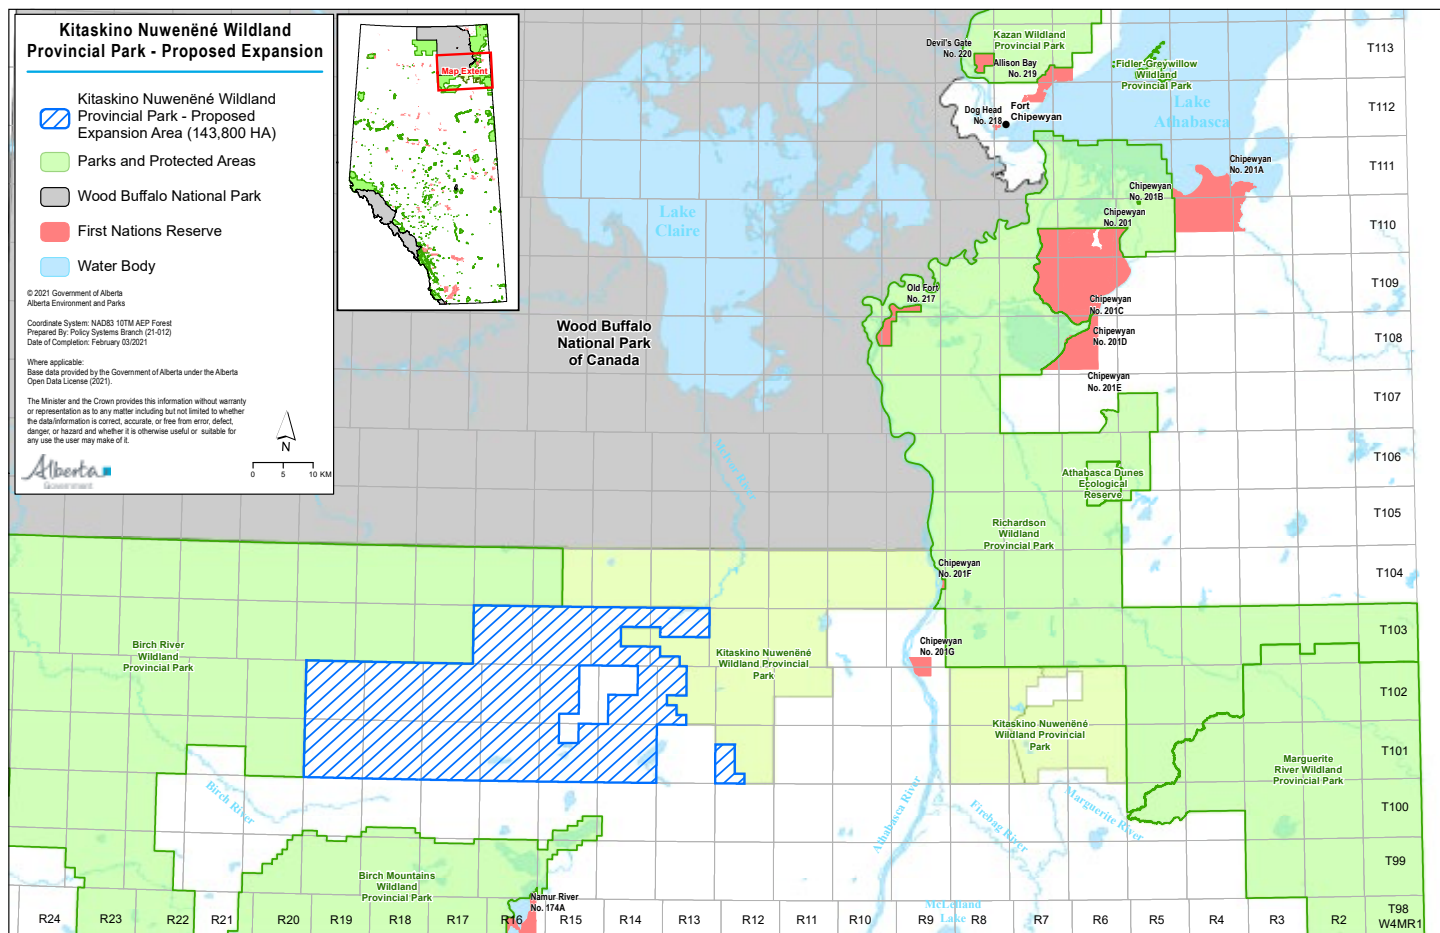 Kitaskino Nuwenëné Wildland
Provincial Park - Proposed Expansion
Kitaskino Nuwenëné Wildland
Provincial Park - Proposed
Expansion Area (143,800 HA)
Parks and Protected Areas
Wood Buffalo National Park
First Nations Reserve
Water Body
© 2021 Government of Alberta
Alberta Environment and Parks
Coordinate System: NAD83 10TM AEP Forest
Prepared By: Policy Systems Branch (21-012)
Date of Completion: February 03/2021
Where applicable:
Base data provided by the Government of Alberta under the Alberta
Open Data License (2021).
The Minister and the Crown provides this information without warranty
or representation as to any matter including but not limited to whether
the data/information is correct, accurate, or free from error, defect,
danger, or hazard and whether it is otherwise useful or suitable for
any use the user may make of it.
Alberta
Government
N
0 5 10 KM
Map Extent
Devil's Gate
No. 220
Kazan Wildland
Provincial Park
Allison Bay
No. 219
Fidler-Greywillow
Wildland
Provincial Park
Dog Head
No. 218
Fort
Chipewyan
Lake
Athabasca
Chipewyan
No. 201A
Chipewyan
No. 201B
Chipewyan
No. 201
Lake
Claire
Old Fort
No. 217
Chipewyan
No. 201C
Wood Buffalo
National Park
of Canada
Chipewyan
No. 201D
Chipewyan
No. 201E
McIvor River
Athabasca Dunes
Ecological
Reserve
Richardson
Wildland
Provincial Park
Chipewyan
No. 201F
Birch River
Wildland
Provincial Park
Kitaskino Nuwenëné
Wildland Provincial
Park
Chipewyan
No. 201G
Kitaskino Nuwenëné
Wildland Provincial
Park
Marguerite
River Wildland
Provincial Park
Birch River
Athabasca River
Firebag River
Marguerite River
Birch Mountains
Wildland
Provincial Park
Namur River
No. 174A
McLelland
Lake
T113
T112
T111
T110
T109
T108
T107
T106
T105
T104
T103
T102
T101
T100
T99
T98
W4MR1
R24 R23 R22 R21 R20 R19 R18 R17 R16 R15 R14 R13 R12 R11 R10 R9 R8 R7 R6 R5 R4 R3 R2